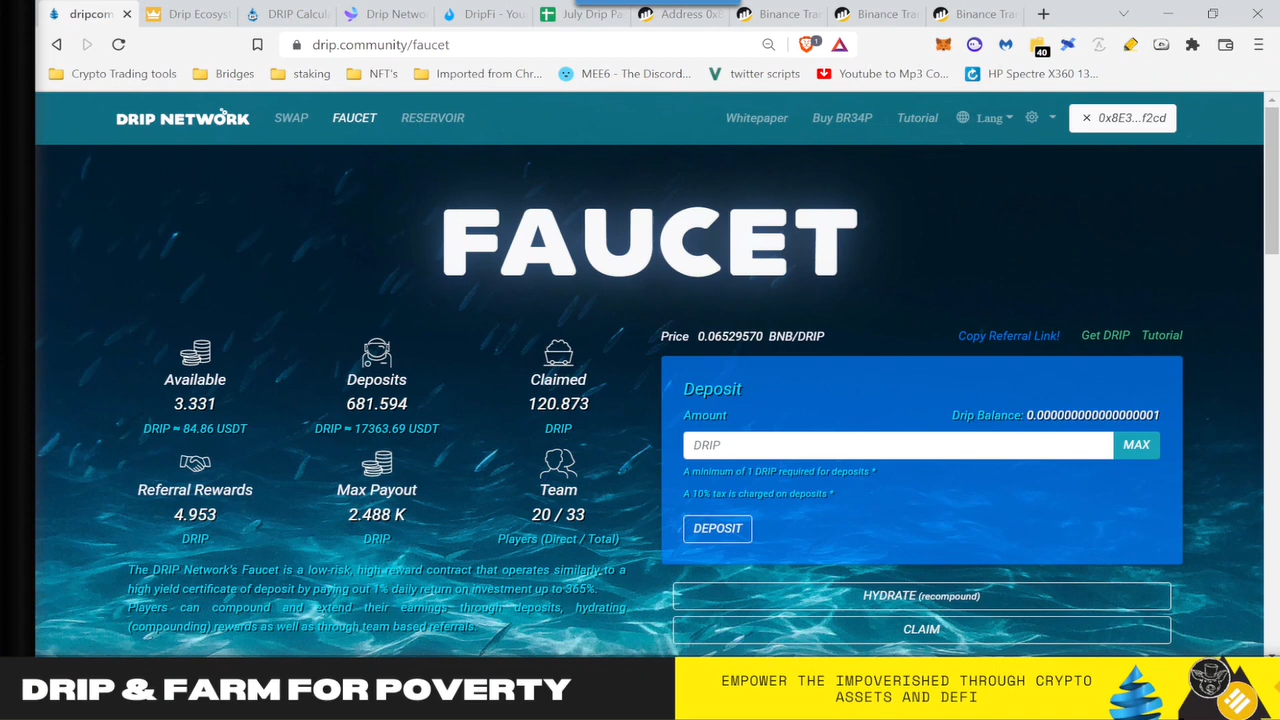 dripcom
Drip Ecosyst
DRIP Calcul
Drip Netwo
DripFi - You
July Drip Pa
Address 0x
Binance Tra
Binance Tra
Binance Tra
drip.community/faucet
1
40
Crypto Trading tools
Bridges
staking
NFT's
Imported from Chr...
MEE6 - The Discord...
twitter scripts
Youtube to Mp3 Co...
HP Spectre X360 13...
DRIP NETWORK
SWAP
FAUCET
RESERVOIR
Whitepaper
Buy BR34P
Tutorial
Lang
× 0x8E3...f2cd
FAUCET
Price 0.06529570 BNB/DRIP
Copy Referral Link!
Get DRIP
Tutorial
Available
3.331
DRIP ≈ 84.86 USDT
Deposits
681.594
DRIP ≈ 17363.69 USDT
Claimed
120.873
DRIP
Referral Rewards
4.953
DRIP
Max Payout
2.488 K
DRIP
Team
20 / 33
Players (Direct / Total)
The DRIP Network's Faucet is a low-risk, high reward contract that operates similarly to a
high yield certificate of deposit by paying out 1% daily return on investment up to 365%.
Players can compound and extend their earnings through deposits, hydrating
(compounding) rewards as well as through team based referrals.
Deposit
Amount
Drip Balance: 0.000000000000000001
DRIP
MAX
A minimum of 1 DRIP required for deposits *
A 10% tax is charged on deposits *
DEPOSIT
HYDRATE (recompound)
CLAIM
DRIP & FARM FOR POVERTY
EMPOWER THE IMPOVERISHED THROUGH CRYPTO
ASSETS AND DEFI